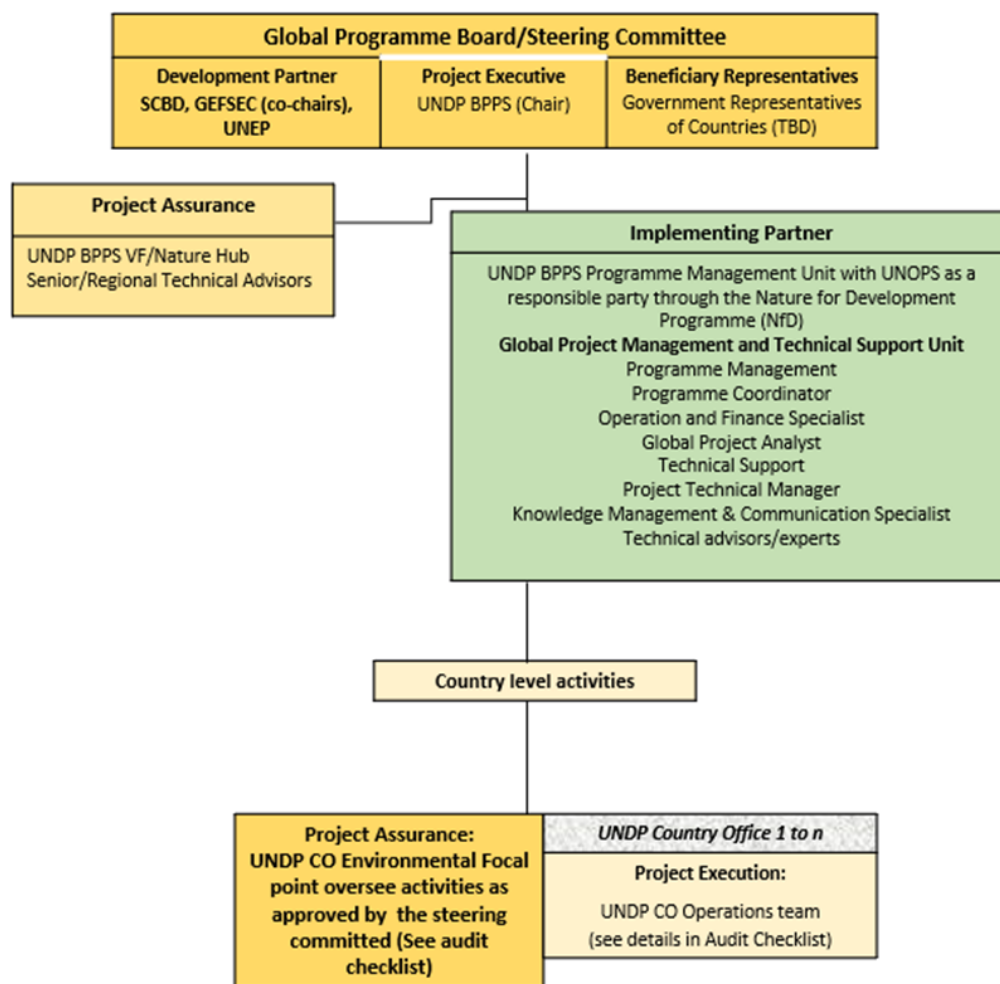 Global Programme Board/Steering Committee
Development Partner
SCBD, GEFSEC (co-chairs),
UNEP
Project Executive
UNDP BPPS (Chair)
Beneficiary Representatives
Government Representatives
of Countries (TBD)
Project Assurance
UNDP BPPS VF/Nature Hub
Senior/Regional Technical Advisors
Implementing Partner
UNDP BPPS Programme Management Unit with UNOPS as a
responsible party through the Nature for Development
Programme (NfD)
Global Project Management and Technical Support Unit
Programme Management
Programme Coordinator
Operation and Finance Specialist
Global Project Analyst
Technical Support
Project Technical Manager
Knowledge Management & Communication Specialist
Technical advisors/experts
Country level activities
Project Assurance:
UNDP CO Environmental Focal
point oversee activities as
approved by the steering
committed (See audit
checklist)
UNDP Country Office 1 to n
Project Execution:
UNDP CO Operations team
(see details in Audit Checklist)